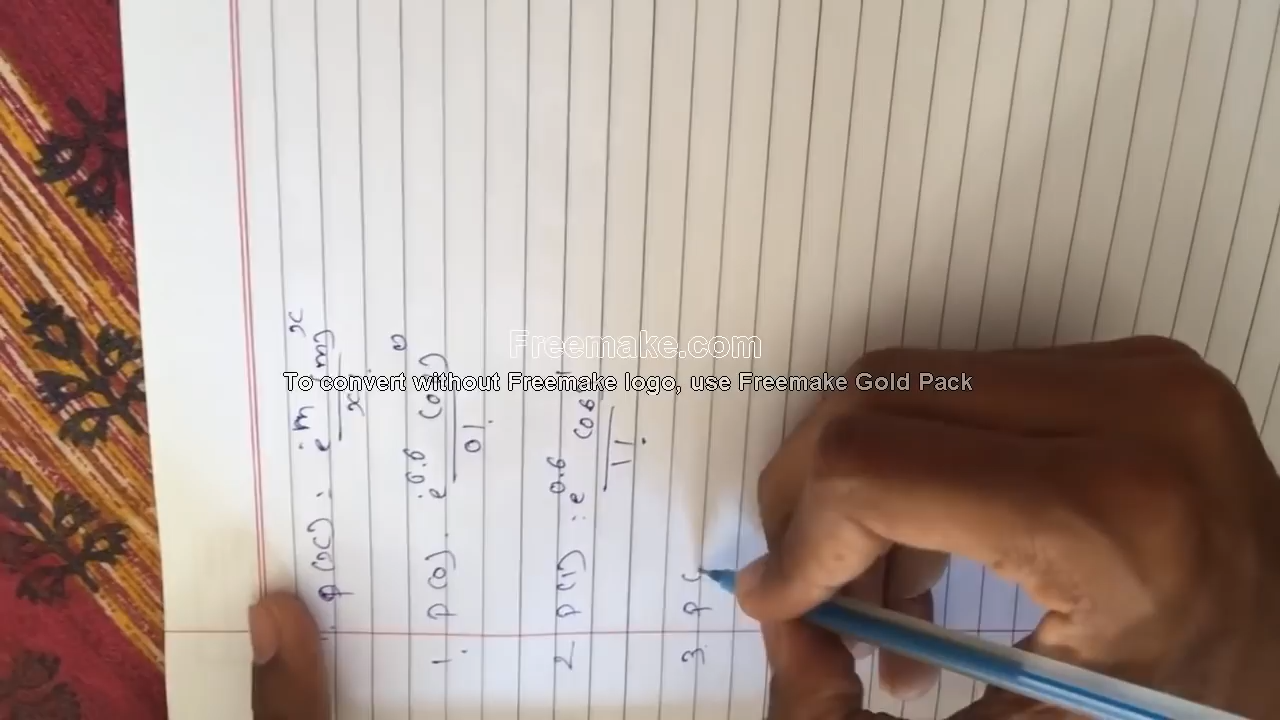 ∴ P(x) = e^-m (m)^x / x!
1. P(0) = e^-0.6 (0.6)^0 / 0!
2 P(1) = e^-0.6 (0.6)^1 / 1!
3. P(
Freemake.com
To convert without Freemake logo, use Freemake Gold Pack